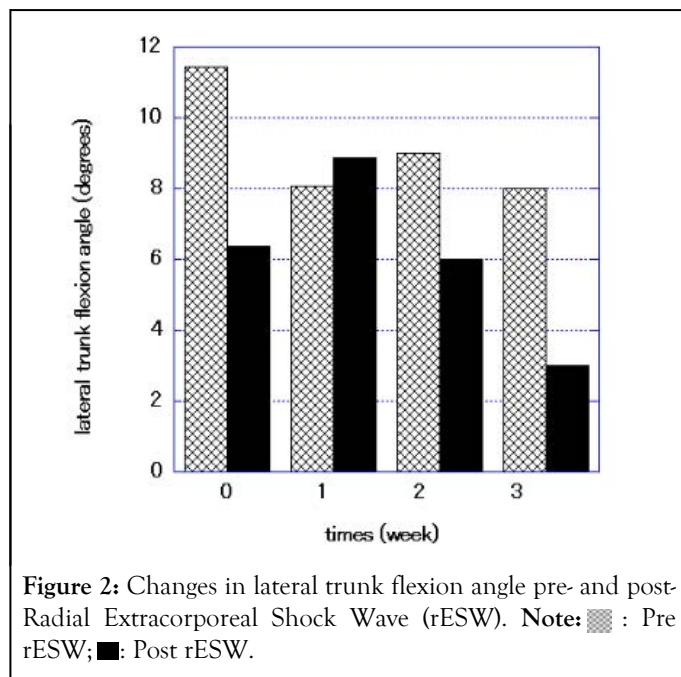 12
10
8
6
4
2
0
lateral trunk flexion angle (degrees)
0 1 2 3
times (week)
Figure 2: Changes in lateral trunk flexion angle pre- and post-
Radial Extracorporeal Shock Wave (rESW). Note: : Pre
rESW; : Post rESW.